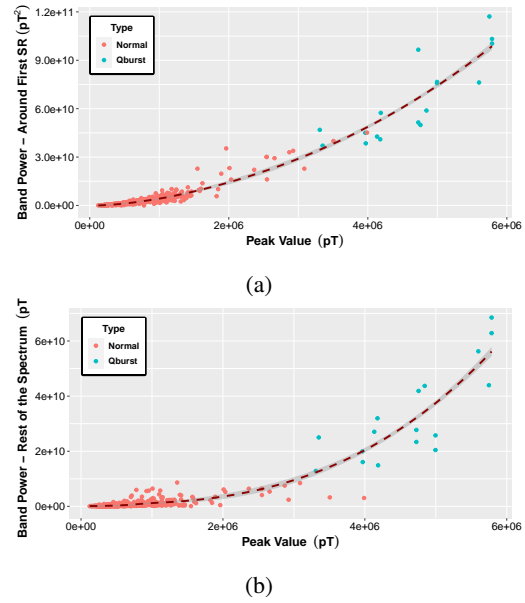 Band Power − Around First SR (pT²)
1.2e+11
9.0e+10
6.0e+10
3.0e+10
0.0e+00
Type
Normal
Qburst
0e+00 2e+06 4e+06 6e+06
Peak Value (pT)
(a)
Band Power − Rest of the Spectrum (pT
6e+10
4e+10
2e+10
0e+00
Type
Normal
Qburst
0e+00 2e+06 4e+06 6e+06
Peak Value (pT)
(b)